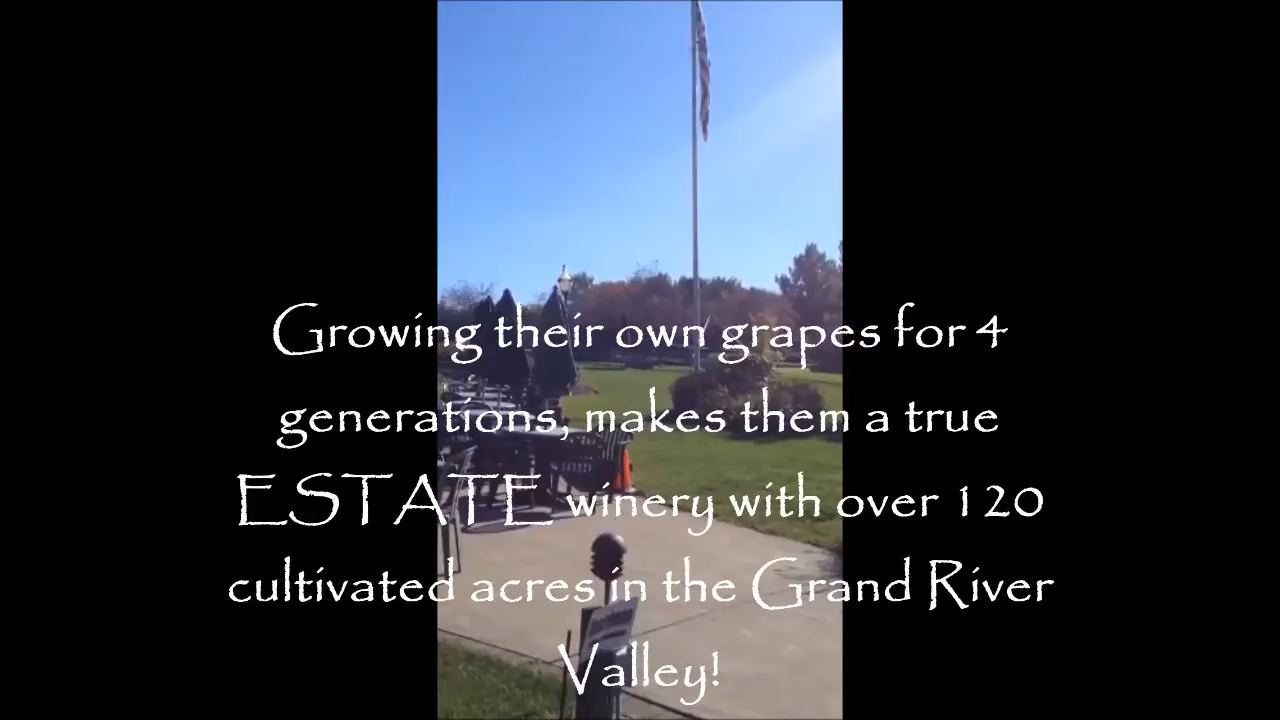 Growing their own grapes for 4
generations, makes them a true
ESTATE winery with over 120
cultivated acres in the Grand River
Valley!